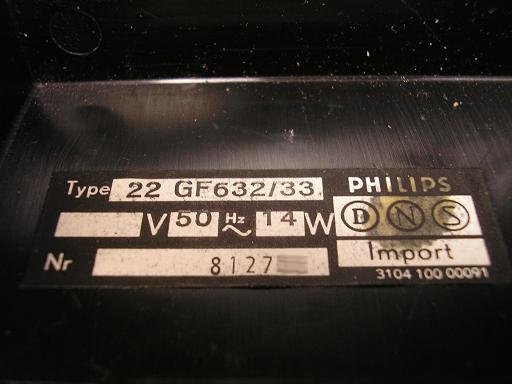 Type 22 GF632/33 PHILIPS
V 50 Hz 14 W D N S
Import
Nr 8127
3104 100 00091